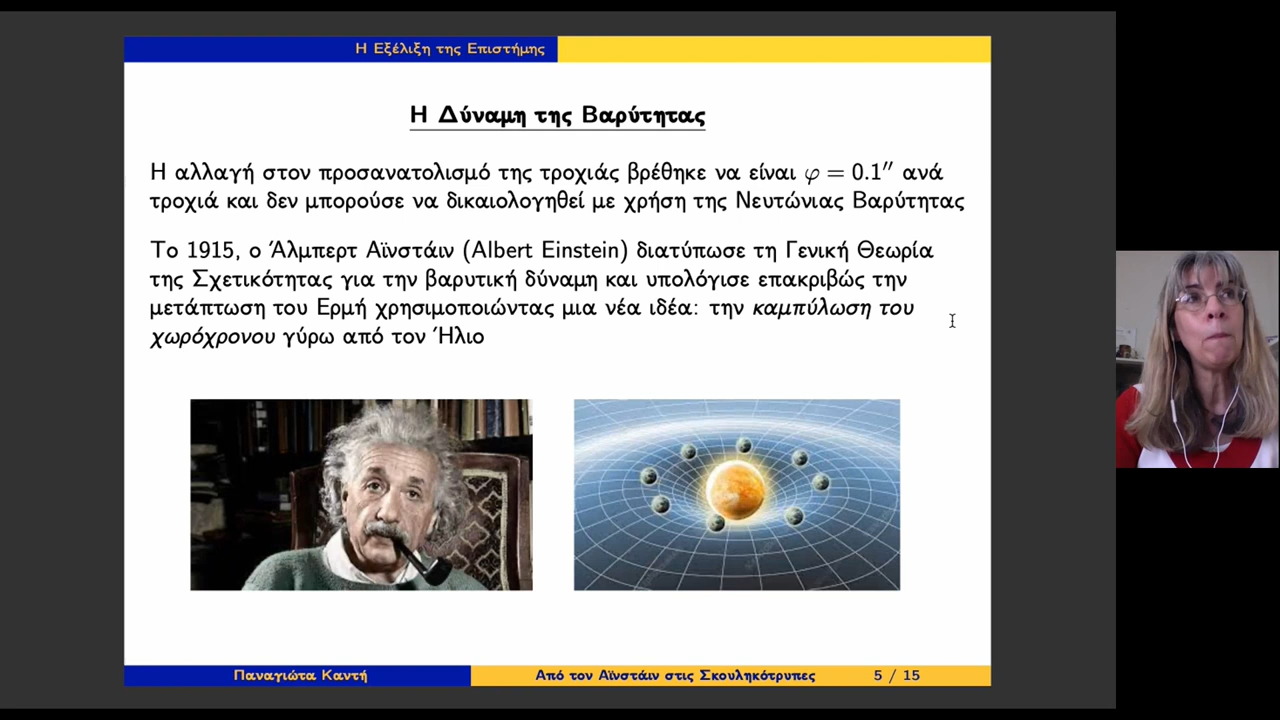 Η Εξέλιξη της Επιστήμης
Η Δύναμη της Βαρύτητας
Η αλλαγή στον προσανατολισμό της τροχιάς βρέθηκε να είναι φ = 0.1′′ ανά
τροχιά και δεν μπορούσε να δικαιολογηθεί με χρήση της Νευτώνιας Βαρύτητας
Το 1915, ο Άλμπερτ Αϊνστάιν (Albert Einstein) διατύπωσε τη Γενική Θεωρία
της Σχετικότητας για την βαρυτική δύναμη και υπολόγισε επακριβώς την
μετάπτωση του Ερμή χρησιμοποιώντας μια νέα ιδέα: την καμπύλωση του
χωρόχρονου γύρω από τον Ήλιο
Παναγιώτα Καντή
Από τον Αϊνστάιν στις Σκουληκότρυπες
5 / 15